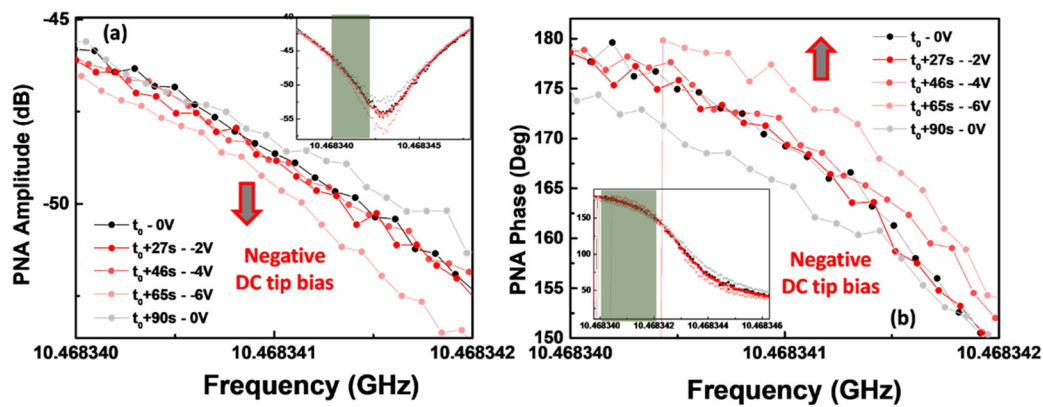 (a)
-45
-50
PNA Amplitude (dB)
-40
-45
-50
-55
10.468340
10.468345
t0 - 0V
t0+27s - -2V
t0+46s - -4V
t0+65s - -6V
t0+90s - 0V
Negative
DC tip bias
10.468340
10.468341
10.468342
Frequency (GHz)
180
175
170
165
160
155
150
PNA Phase (Deg)
t0 - 0V
t0+27s - -2V
t0+46s - -4V
t0+65s - -6V
t0+90s - 0V
150
100
50
10.468340
10.468342
10.468344
10.468346
Negative
DC tip bias
(b)
10.468340
10.468341
10.468342
Frequency (GHz)